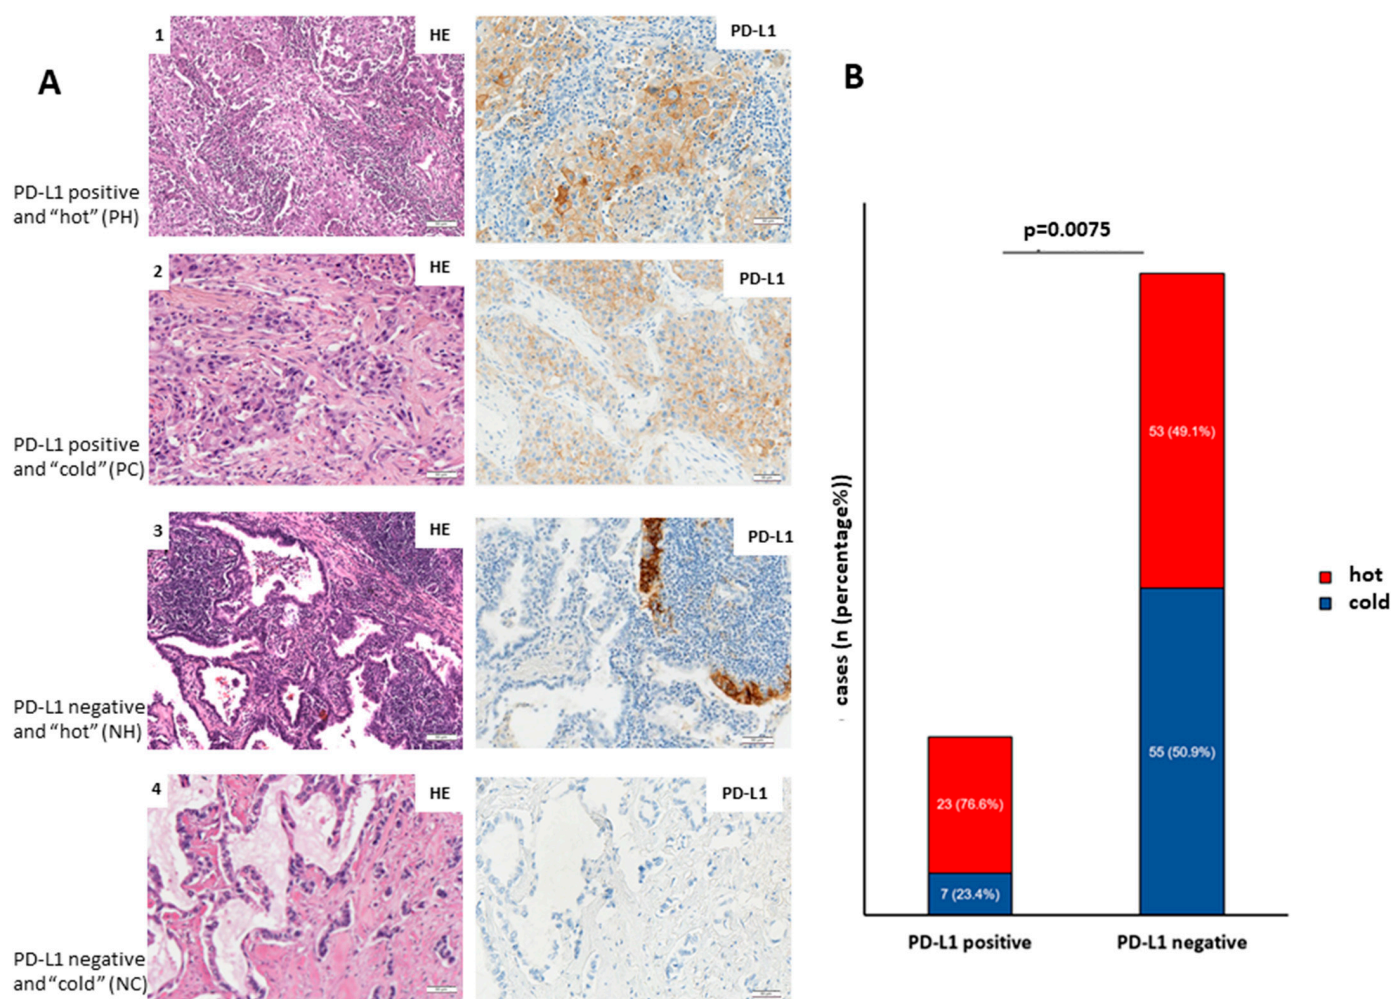 A
PD-L1 positive
and "hot" (PH)
1
HE
PD-L1
PD-L1 positive
and "cold"(PC)
2
HE
PD-L1
PD-L1 negative
and "hot" (NH)
3
HE
PD-L1
PD-L1 negative
and "cold" (NC)
4
HE
PD-L1
B
p=0.0075
cases (n (percentage%))
53 (49.1%)
55 (50.9%)
23 (76.6%)
7 (23.4%)
PD-L1 positive
PD-L1 negative
hot
cold